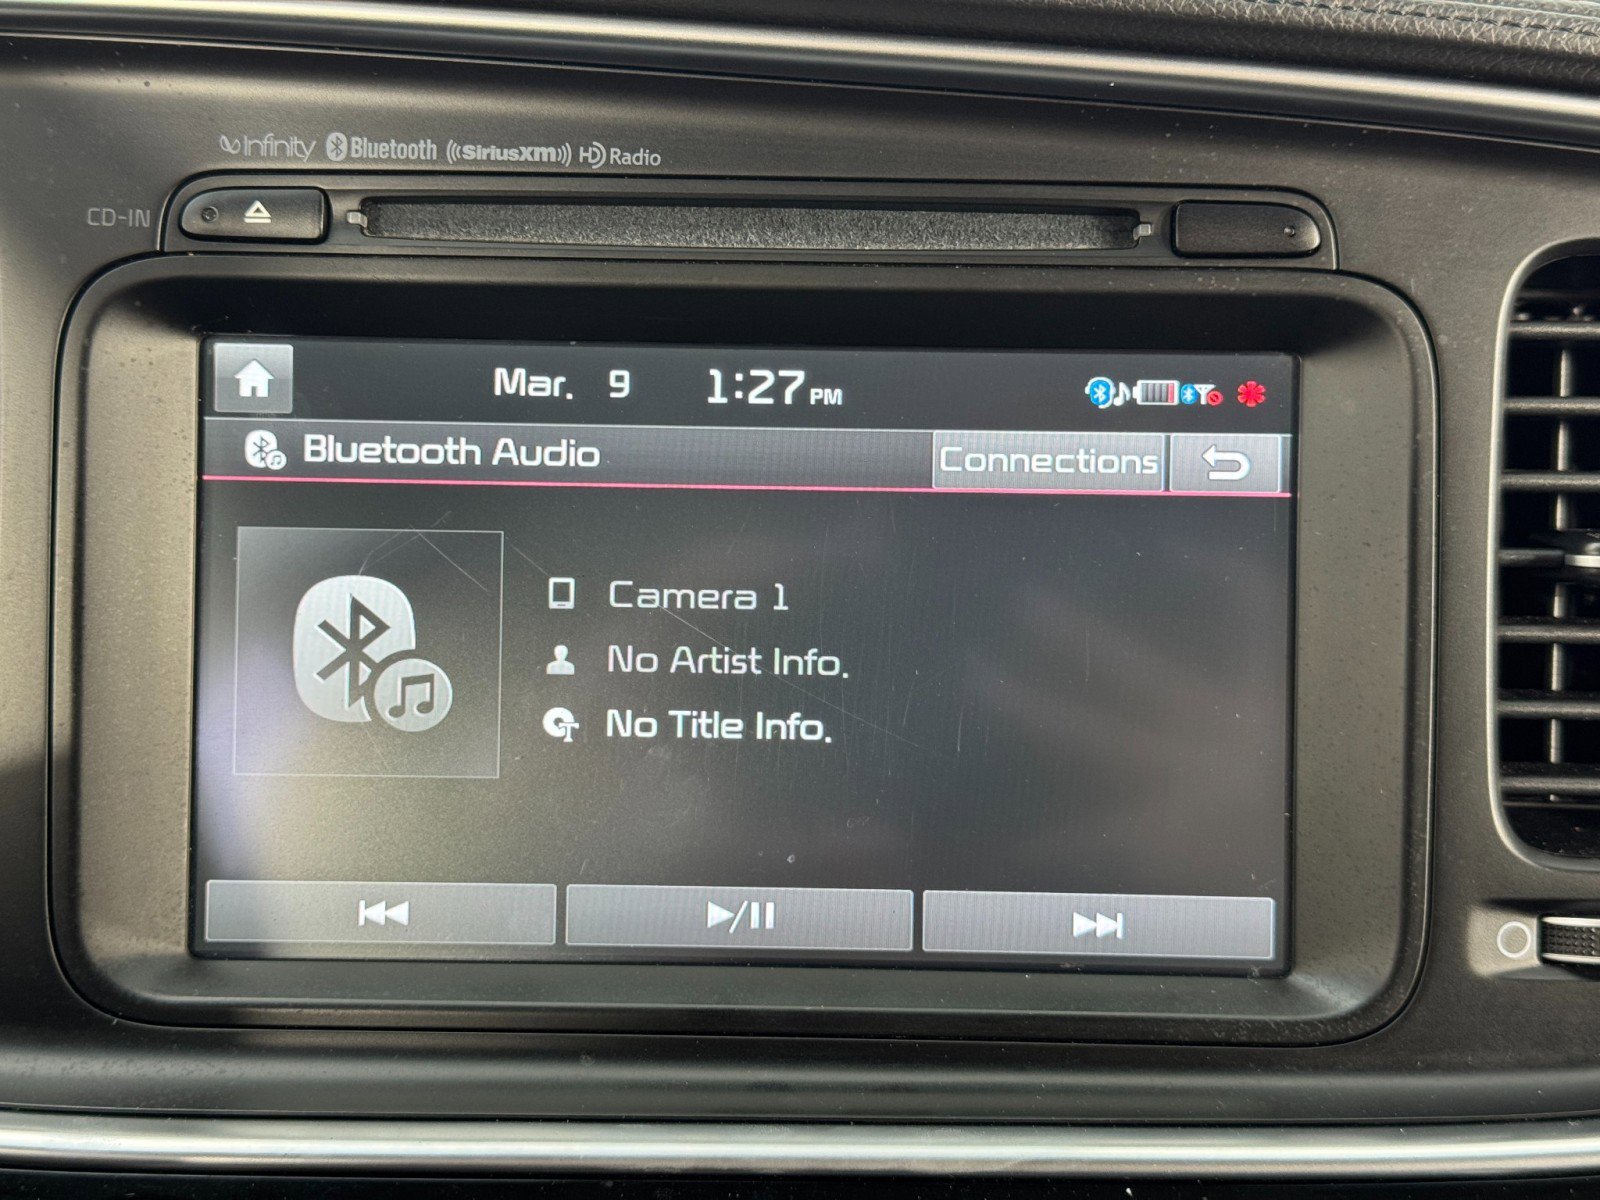 Infinity Bluetooth SiriusXM HD Radio
CD-IN
Mar. 9 1:27 PM
Bluetooth Audio Connections
Camera 1
No Artist Info.
No Title Info.